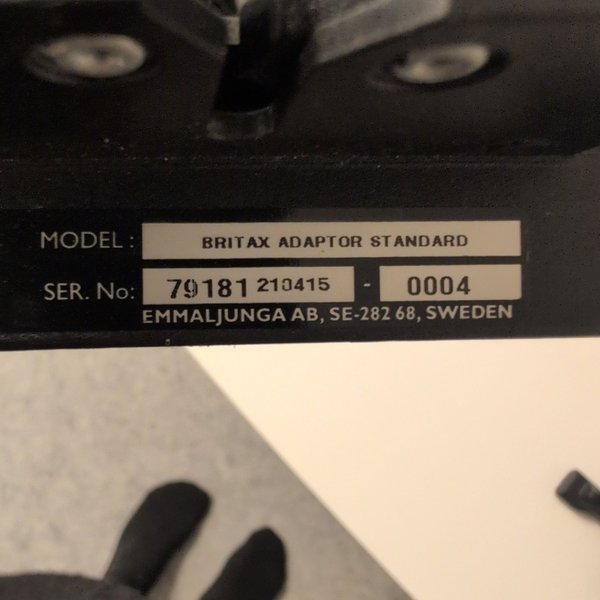 MODEL: BRITAX ADAPTOR STANDARD
SER. No: 79181 210415 - 0004
EMMALJUNGA AB, SE-282 68, SWEDEN